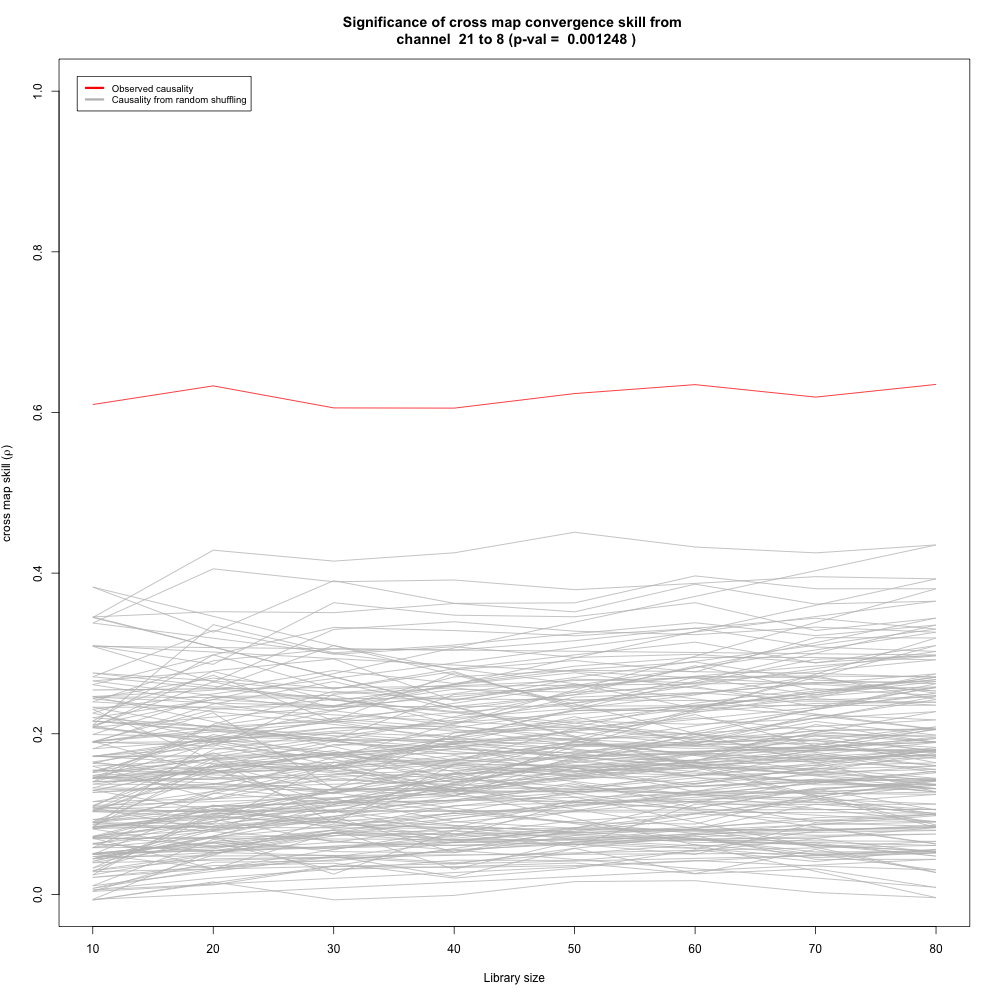 Significance of cross map convergence skill from
channel  21 to 8 (p-val =  0.001248 )
Observed causality
Causality from random shuffling
1.0
0.8
0.6
0.4
0.2
0.0
cross map skill (ρ)
10 20 30 40 50 60 70 80
Library size